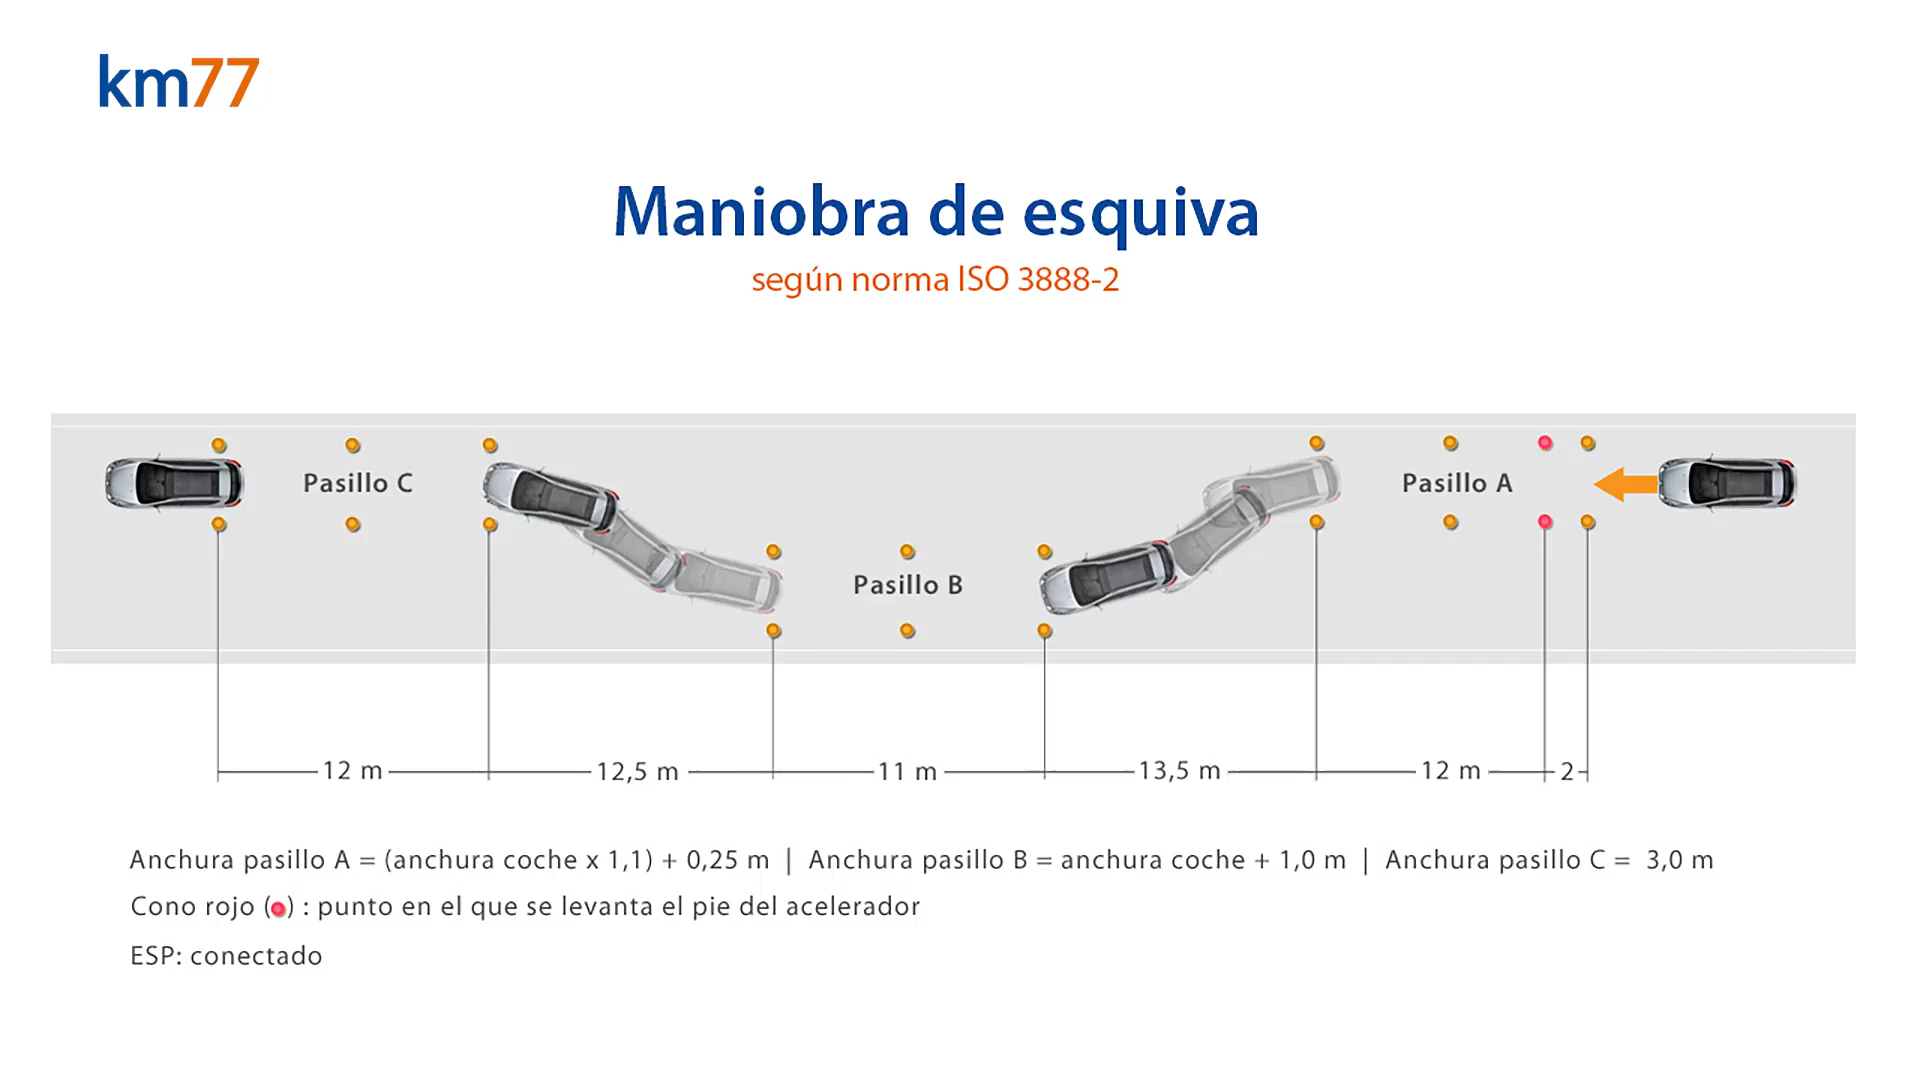 km77
Maniobra de esquiva
según norma ISO 3888-2
Pasillo C
Pasillo A
Pasillo B
12 m
12,5 m
11 m
13,5 m
12 m
2
Anchura pasillo A = (anchura coche x 1,1) + 0,25 m | Anchura pasillo B = anchura coche + 1,0 m | Anchura pasillo C = 3,0 m
Cono rojo () : punto en el que se levanta el pie del acelerador
ESP: conectado